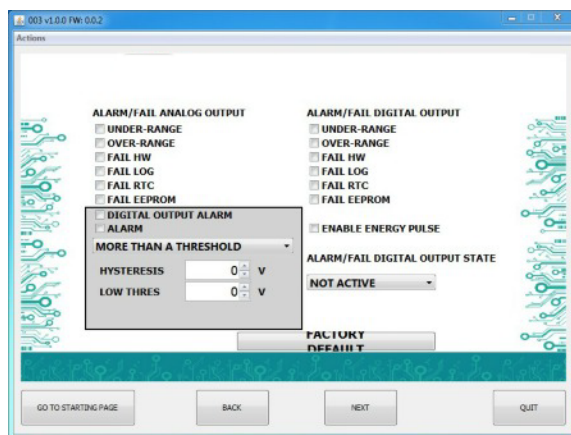 003 v1.0.0 FW: 0.0.2
Actions
ALARM/FAIL ANALOG OUTPUT
UNDER-RANGE
OVER-RANGE
FAIL HW
FAIL LOG
FAIL RTC
FAIL EEPROM
DIGITAL OUTPUT ALARM
ALARM
MORE THAN A THRESHOLD
HYSTERESIS 0 V
LOW THRES 0 V
ALARM/FAIL DIGITAL OUTPUT
UNDER-RANGE
OVER-RANGE
FAIL HW
FAIL LOG
FAIL RTC
FAIL EEPROM
ENABLE ENERGY PULSE
ALARM/FAIL DIGITAL OUTPUT STATE
NOT ACTIVE
FACTORY
DEFAULT
GO TO STARTING PAGE
BACK
NEXT
QUIT